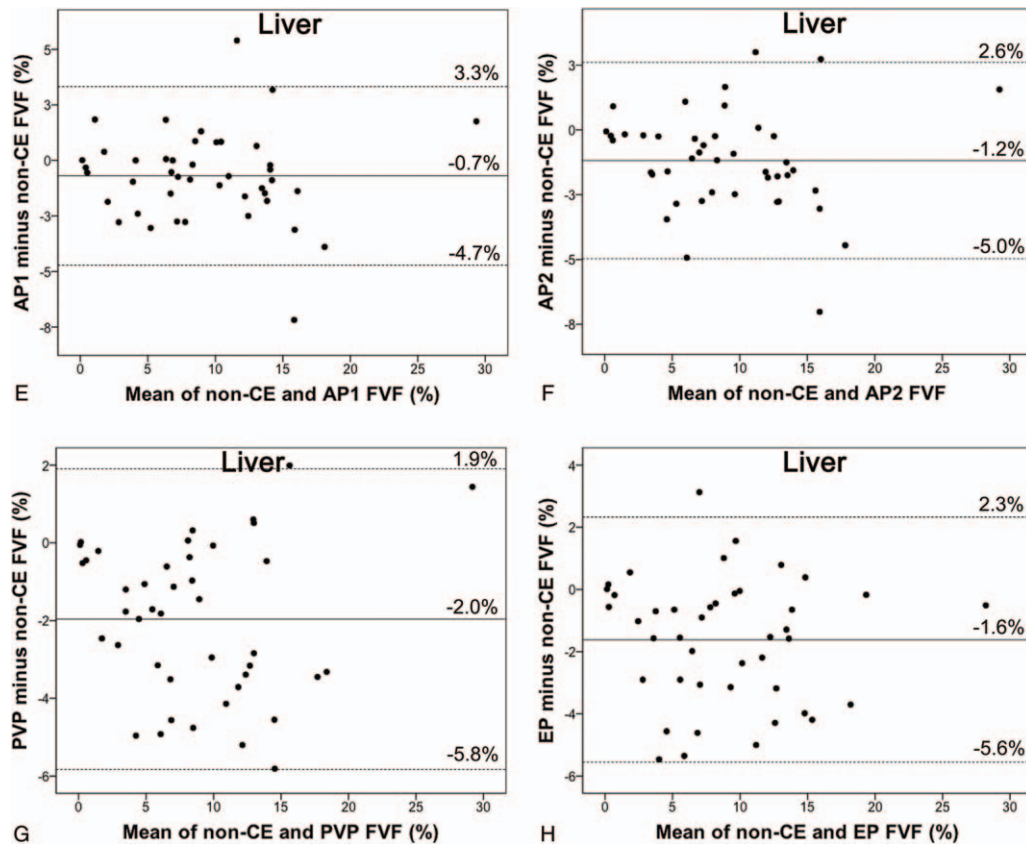 Liver
5
3
0
-3
-5
-8
3.3%
-0.7%
-4.7%
0 5 10 15 20 25 30
AP1 minus non-CE FVF (%)
Mean of non-CE and AP1 FVF (%)
E
Liver
3
0
-3
-5
-8
2.6%
-1.2%
-5.0%
0 5 10 15 20 25 30
AP2 minus non-CE FVF (%)
Mean of non-CE and AP2 FVF
F
Liver
2
0
-2
-4
-6
1.9%
-2.0%
-5.8%
0 5 10 15 20 25 30
PVP minus non-CE FVF (%)
Mean of non-CE and PVP FVF (%)
G
Liver
4
2
0
-2
-4
-6
2.3%
-1.6%
-5.6%
0 5 10 15 20 25 30
EP minus non-CE FVF (%)
Mean of non-CE and EP FVF (%)
H